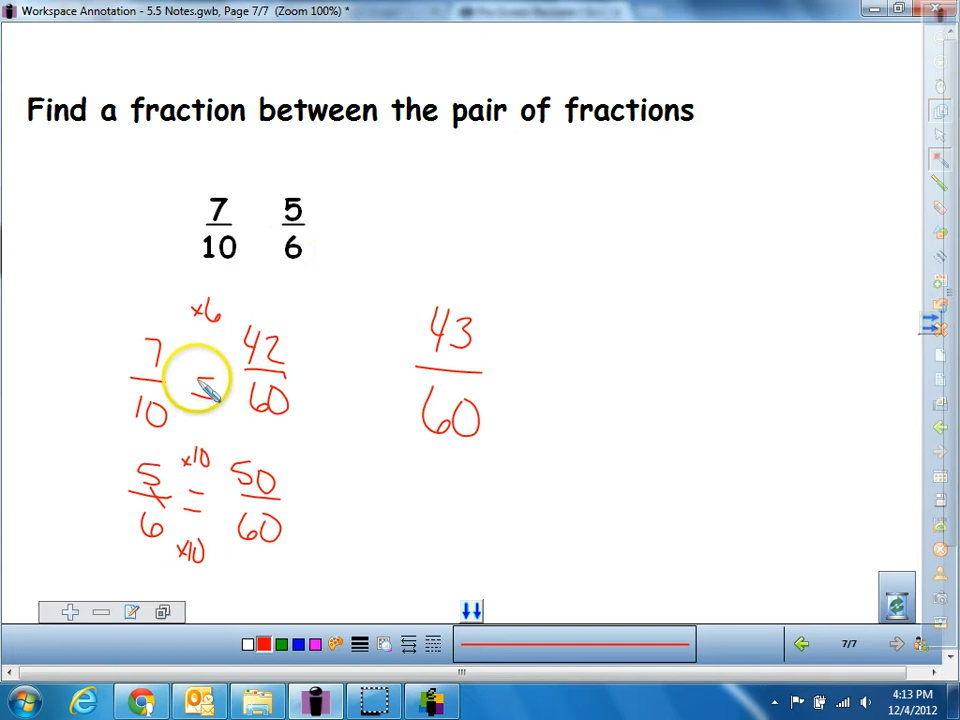 Workspace Annotation - 5.5 Notes.gwb, Page 7/7 (Zoom 100%) *
Find a fraction between the pair of fractions
7 5
10 6
×6
7 = 42
10 60
43
60
×10
5 = 50
6 60
×10
7/7
4:13 PM
12/4/2012